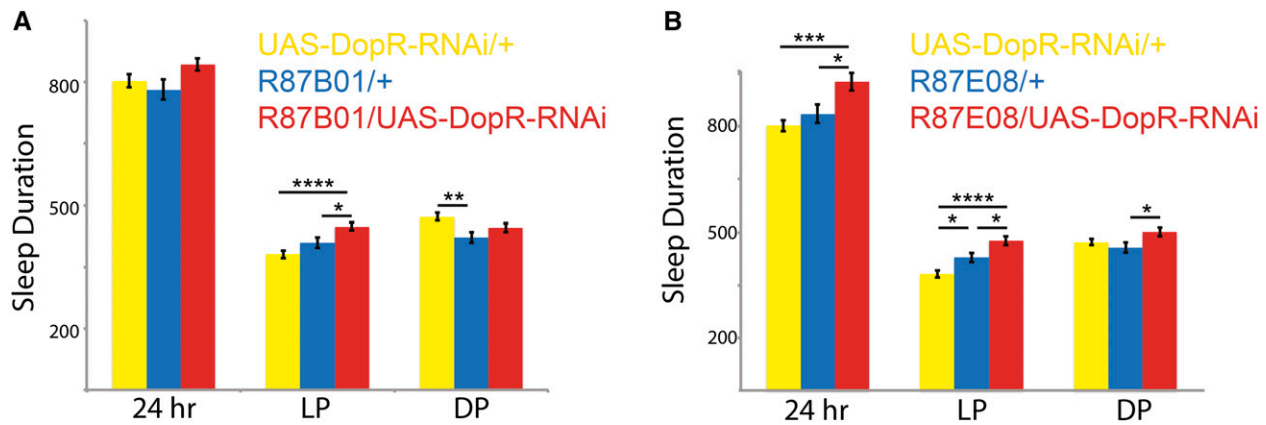 A
UAS-DopR-RNAi/+
R87B01/+
R87B01/UAS-DopR-RNAi
Sleep Duration
800
500
200
****
*
**
24 hr LP DP
B
UAS-DopR-RNAi/+
R87E08/+
R87E08/UAS-DopR-RNAi
Sleep Duration
800
500
200
***
*
****
* *
*
24 hr LP DP